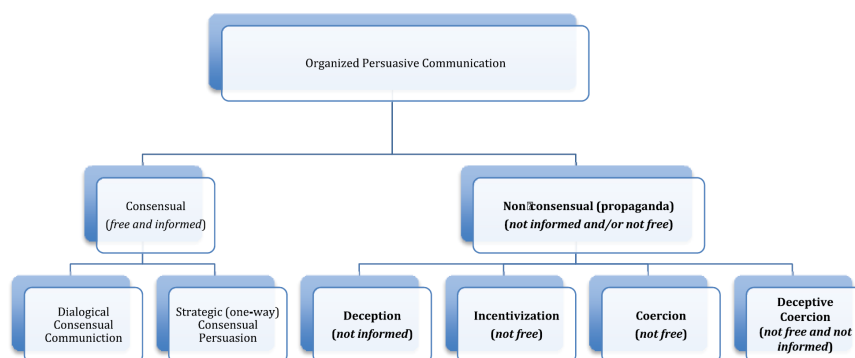 Organized Persuasive Communication
Consensual
(free and informed)
Non⍰consensual (propaganda)
(not informed and/or not free)
Dialogical
Consensual
Communiction
Strategic (one-way)
Consensual
Persuasion
Deception
(not informed)
Incentivization
(not free)
Coercion
(not free)
Deceptive
Coercion
(not free and not
informed)